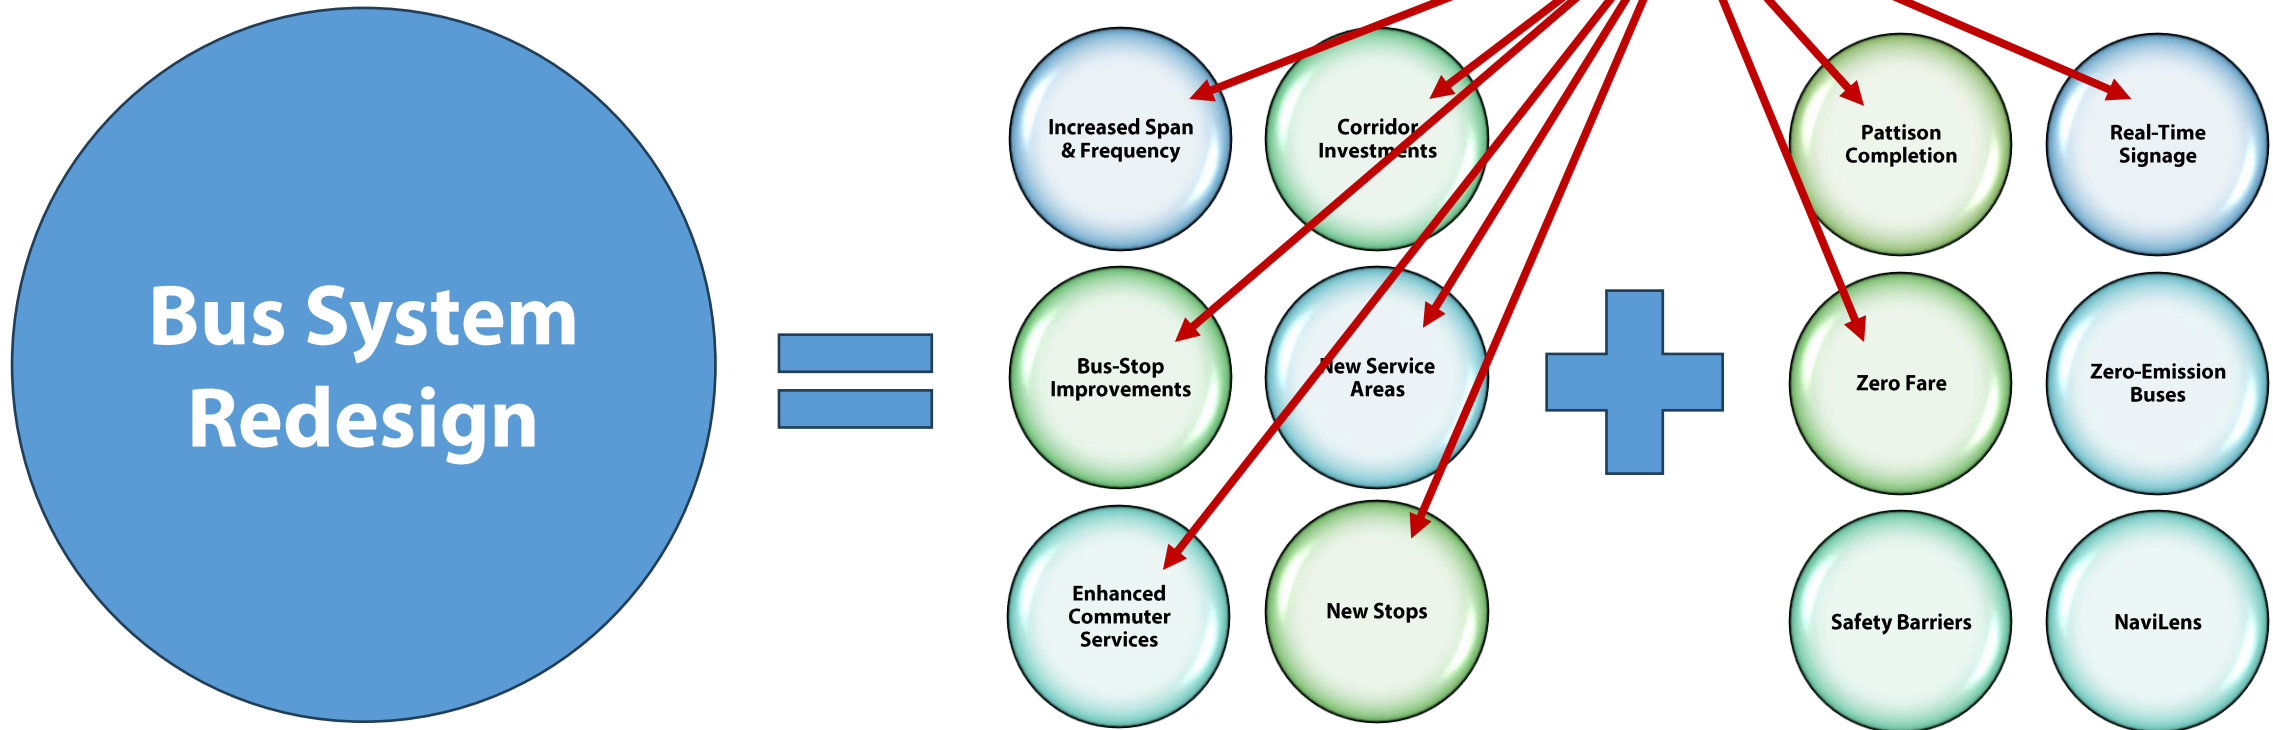 Bus System
Redesign
Increased Span
& Frequency
Corridor
Investments
Bus-Stop
Improvements
New Service
Areas
Enhanced
Commuter
Services
New Stops
Pattison
Completion
Real-Time
Signage
Zero Fare
Zero-Emission
Buses
Safety Barriers
NaviLens